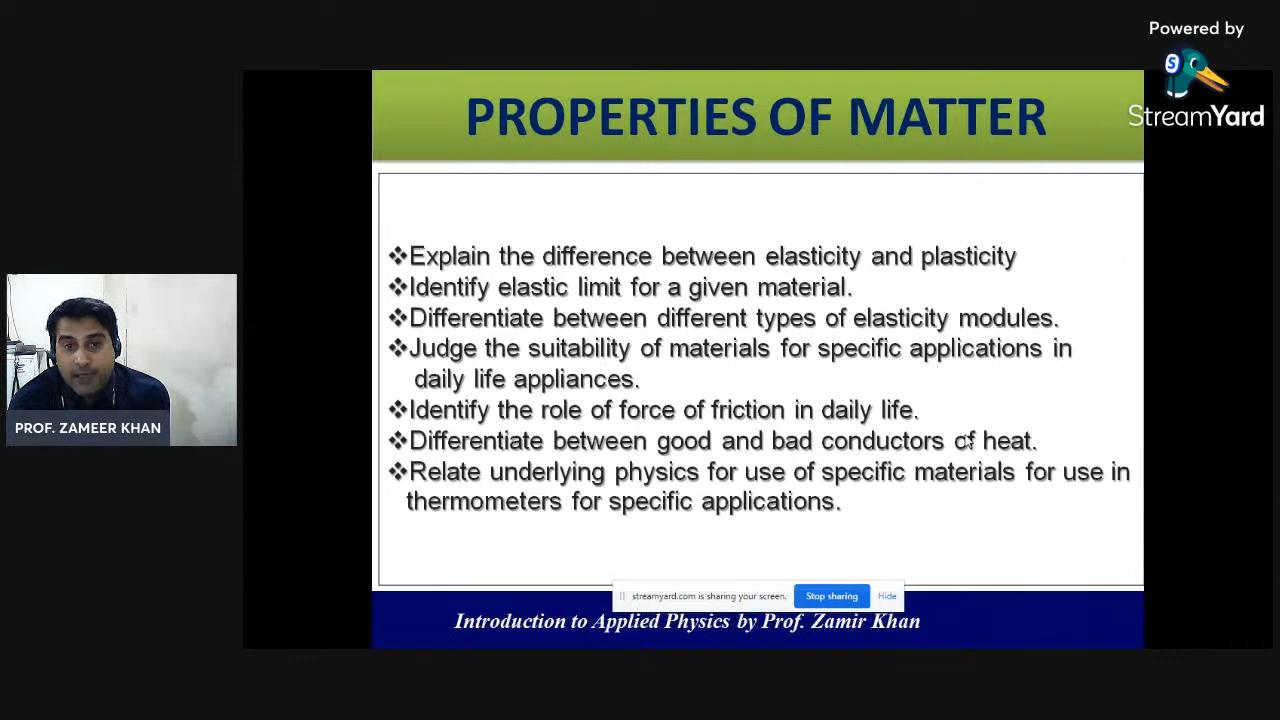 Powered by
S
StreamYard
PROPERTIES OF MATTER
❖Explain the difference between elasticity and plasticity
❖Identify elastic limit for a given material.
❖Differentiate between different types of elasticity modules.
❖Judge the suitability of materials for specific applications in
daily life appliances.
❖Identify the role of force of friction in daily life.
❖Differentiate between good and bad conductors of heat.
❖Relate underlying physics for use of specific materials for use in
thermometers for specific applications.
PROF. ZAMEER KHAN
streamyard.com is sharing your screen. Stop sharing Hide
Introduction to Applied Physics by Prof. Zamir Khan